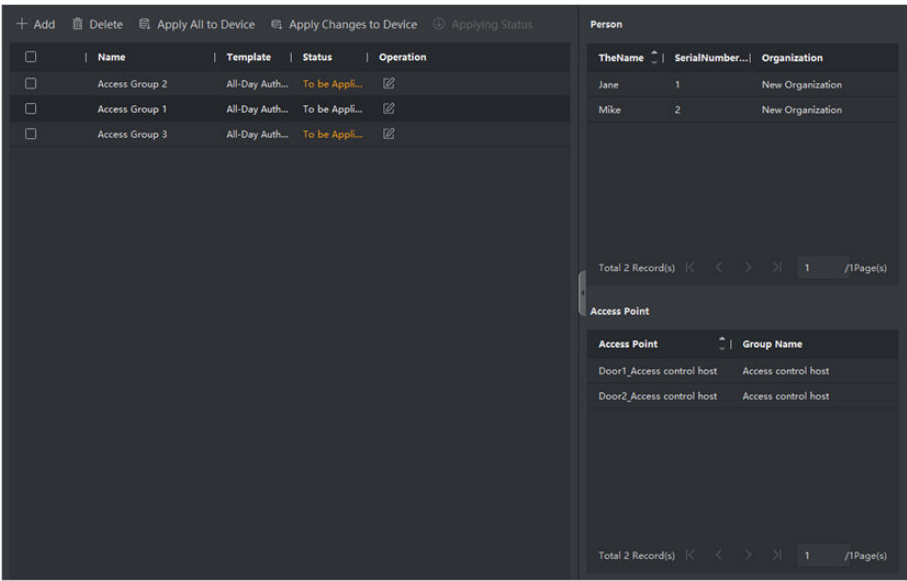 + Add Delete Apply All to Device Apply Changes to Device Applying Status
Name Template Status Operation
Access Group 2 All-Day Auth... To be Appli...
Access Group 1 All-Day Auth... To be Appli...
Access Group 3 All-Day Auth... To be Appli...
Person
TheName SerialNumber... Organization
Jane 1 New Organization
Mike 2 New Organization
Total 2 Record(s) 1 /1Page(s)
Access Point
Access Point Group Name
Door1_Access control host Access control host
Door2_Access control host Access control host
Total 2 Record(s) 1 /1Page(s)